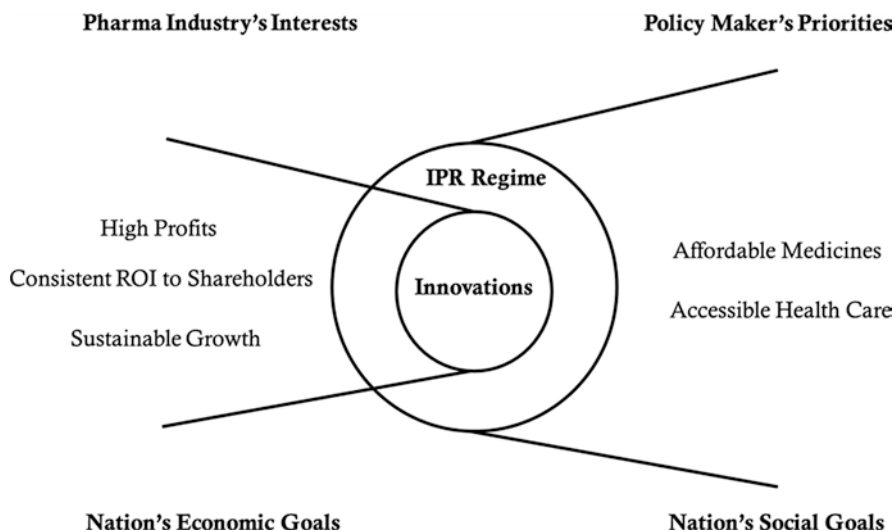 Pharma Industry's Interests
Policy Maker's Priorities
IPR Regime
High Profits
Consistent ROI to Shareholders
Sustainable Growth
Innovations
Affordable Medicines
Accessible Health Care
Nation's Economic Goals
Nation's Social Goals